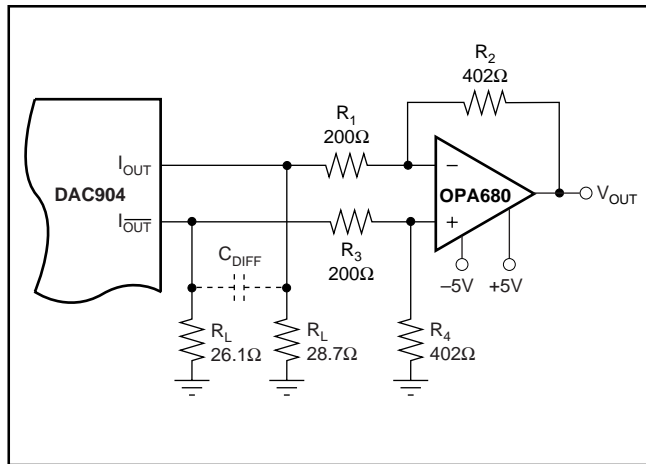 R2
402Ω
R1
200Ω
IOUT
–
DAC904
OPA680
VOUT
IOUT
+
R3
200Ω
CDIFF
–5V
+5V
RL
26.1Ω
RL
28.7Ω
R4
402Ω